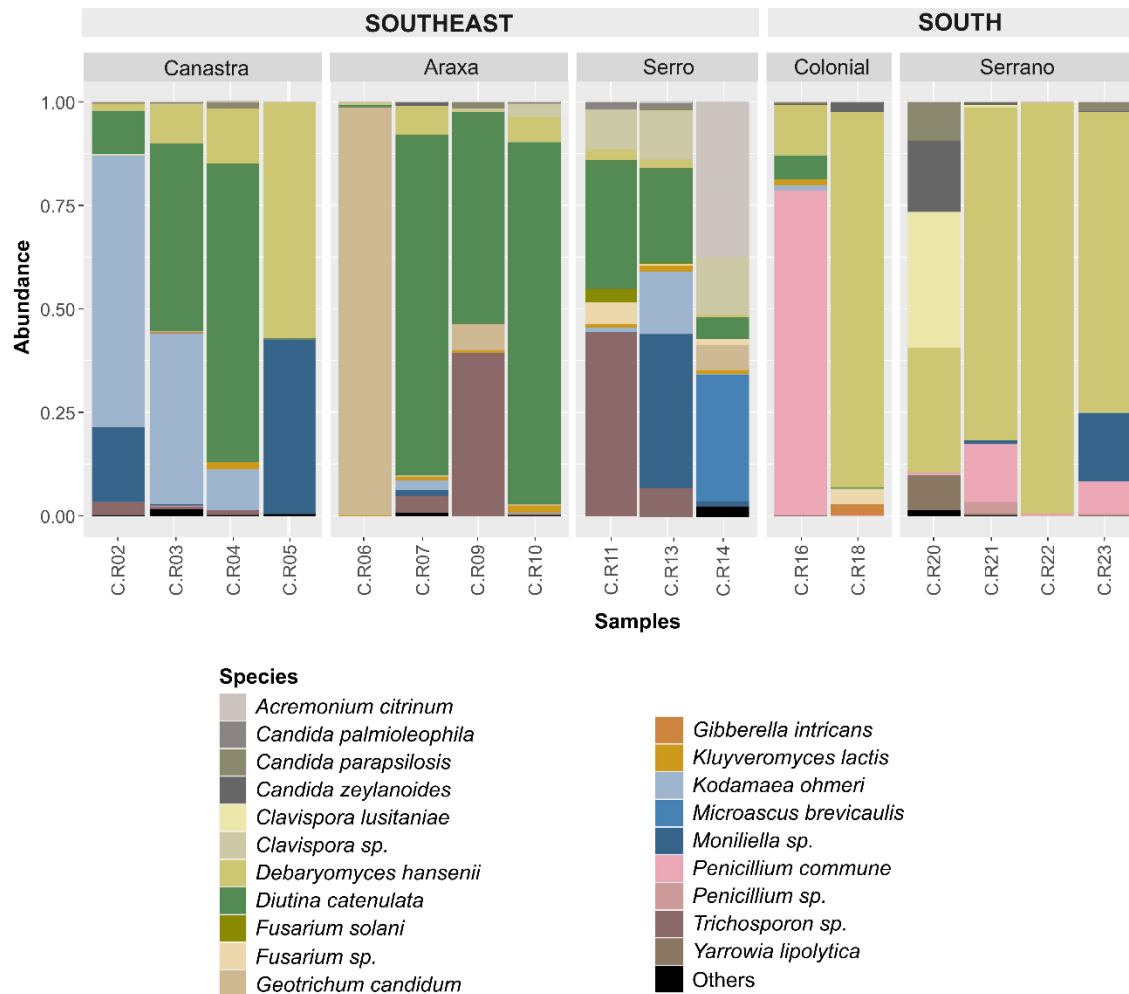 SOUTHEAST SOUTH
Canastra Araxa Serro Colonial Serrano
1.00
0.75
0.50
0.25
0.00
Abundance
C.R02 C.R03 C.R04 C.R05 C.R06 C.R07 C.R09 C.R10 C.R11 C.R13 C.R14 C.R16 C.R18 C.R20 C.R21 C.R22 C.R23
Samples
Species
Acremonium citrinum
Candida palmioleophila
Candida parapsilosis
Candida zeylanoides
Clavispora lusitaniae
Clavispora sp.
Debaryomyces hansenii
Diutina catenulata
Fusarium solani
Fusarium sp.
Geotrichum candidum
Gibberella intricans
Kluyveromyces lactis
Kodamaea ohmeri
Microascus brevicaulis
Moniliella sp.
Penicillium commune
Penicillium sp.
Trichosporon sp.
Yarrowia lipolytica
Others